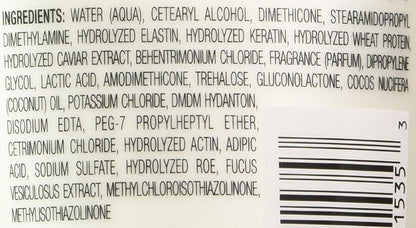 INGREDIENTS: WATER (AQUA), CETEARYL ALCOHOL, DIMETHICONE, STEARAMIDOPROPYL
DIMETHYLAMINE, HYDROLYZED ELASTIN, HYDROLYZED KERATIN, HYDROLYZED WHEAT PROTEIN,
HYDROLYZED CAVIAR EXTRACT, BEHENTRIMONIUM CHLORIDE, FRAGRANCE (PARFUM), DIPROPYLENE
GLYCOL, LACTIC ACID, AMODIMETHICONE, TREHALOSE, GLUCONOLACTONE, COCOS NUCIFERA
(COCONUT) OIL, POTASSIUM CHLORIDE, DMDM HYDANTOIN,
DISODIUM EDTA, PEG-7 PROPYLHEPTYL ETHER,
CETRIMONIUM CHLORIDE, HYDROLYZED ACTIN, ADIPIC
ACID, SODIUM SULFATE, HYDROLYZED ROE, FUCUS
VESICULOSUS EXTRACT, METHYLCHLOROISOTHIAZOLINONE,
METHYLISOTHIAZOLINONE
3
1535